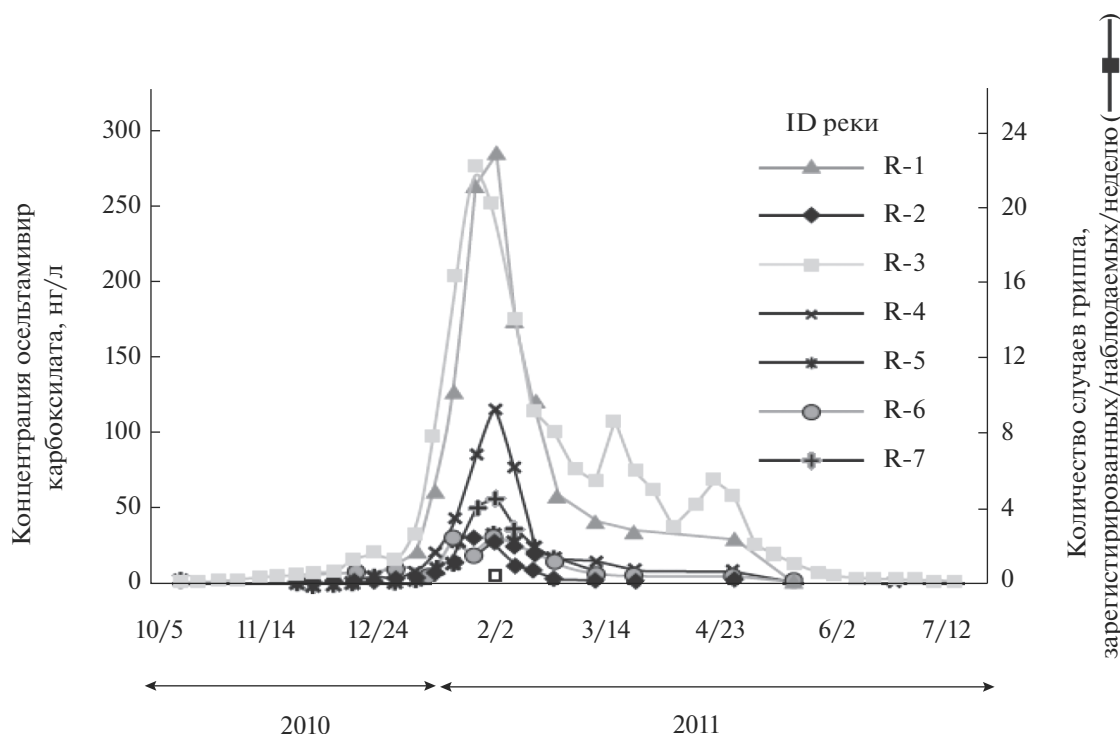 Концентрация осельтамивир
карбоксилата, нг/л
300
250
200
150
100
50
0
ID реки
R-1
R-2
R-3
R-4
R-5
R-6
R-7
24
20
16
12
8
4
0
Количество случаев гриппа,
зарегистрированных/наблюдаемых/неделю ( )
10/5 11/14 12/24 2/2 3/14 4/23 6/2 7/12
2010 2011